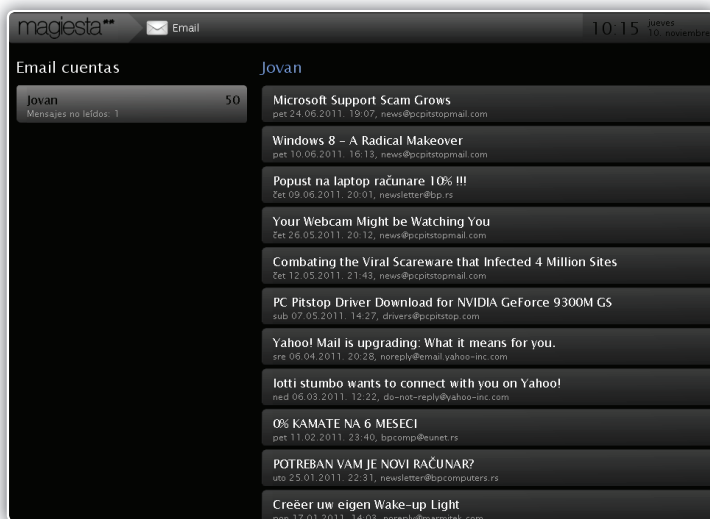 magiesta
Email
10:15
jueves
10. noviembre
Email cuentas
Jovan
50
Mensajes no leídos: 1
Jovan
Microsoft Support Scam Grows
pet 24.06.2011. 19:07, news@pcpitstopmail.com
Windows 8 - A Radical Makeover
pet 10.06.2011. 16:13, news@pcpitstopmail.com
Popust na laptop računare 10% !!!
čet 09.06.2011. 20:01, newsletter@bp.rs
Your Webcam Might be Watching You
čet 26.05.2011. 20:12, news@pcpitstopmail.com
Combating the Viral Scareware that Infected 4 Million Sites
čet 12.05.2011. 21:43, news@pcpitstopmail.com
PC Pitstop Driver Download for NVIDIA GeForce 9300M GS
sub 07.05.2011. 14:27, drivers@pcpitstop.com
Yahoo! Mail is upgrading: What it means for you.
sre 06.04.2011. 20:28, noreply@email.yahoo-inc.com
lotti stumbo wants to connect with you on Yahoo!
ned 06.03.2011. 12:22, do-not-reply@yahoo-inc.com
0% KAMATE NA 6 MESECI
pet 11.02.2011. 23:40, bpcomp@eunet.rs
POTREBAN VAM JE NOVI RAČUNAR?
uto 25.01.2011. 22:31, newsletter@bpcomputers.rs
Creëer uw eigen Wake-up Light
pon 17.01.2011. 14:03, noreply@marmitek.com